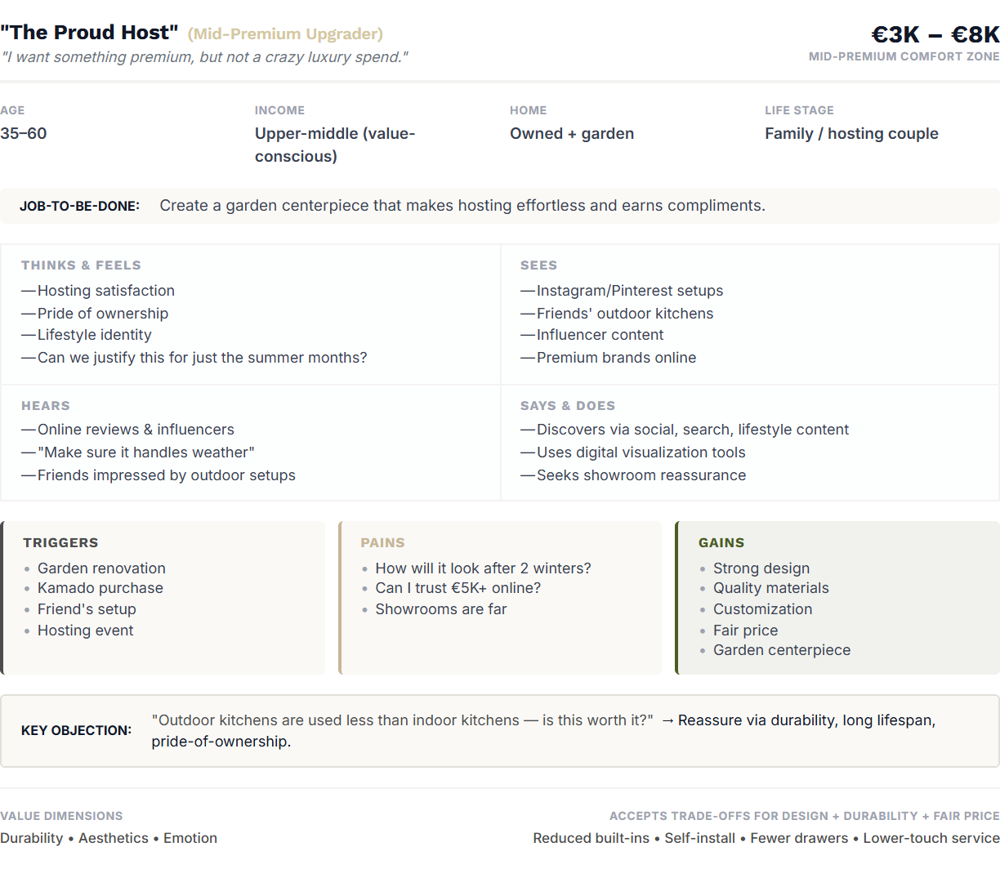 "The Proud Host" (Mid-Premium Upgrader)
"I want something premium, but not a crazy luxury spend."
€3K – €8K
MID-PREMIUM COMFORT ZONE
AGE
35–60
INCOME
Upper-middle (value-
conscious)
HOME
Owned + garden
LIFE STAGE
Family / hosting couple
JOB-TO-BE-DONE: Create a garden centerpiece that makes hosting effortless and earns compliments.
THINKS & FEELS
—Hosting satisfaction
—Pride of ownership
—Lifestyle identity
—Can we justify this for just the summer months?
SEES
—Instagram/Pinterest setups
—Friends' outdoor kitchens
—Influencer content
—Premium brands online
HEARS
—Online reviews & influencers
—"Make sure it handles weather"
—Friends impressed by outdoor setups
SAYS & DOES
—Discovers via social, search, lifestyle content
—Uses digital visualization tools
—Seeks showroom reassurance
TRIGGERS
• Garden renovation
• Kamado purchase
• Friend's setup
• Hosting event
PAINS
• How will it look after 2 winters?
• Can I trust €5K+ online?
• Showrooms are far
GAINS
• Strong design
• Quality materials
• Customization
• Fair price
• Garden centerpiece
KEY OBJECTION: "Outdoor kitchens are used less than indoor kitchens — is this worth it?" → Reassure via durability, long lifespan,
pride-of-ownership.
VALUE DIMENSIONS
Durability • Aesthetics • Emotion
ACCEPTS TRADE-OFFS FOR DESIGN + DURABILITY + FAIR PRICE
Reduced built-ins • Self-install • Fewer drawers • Lower-touch service